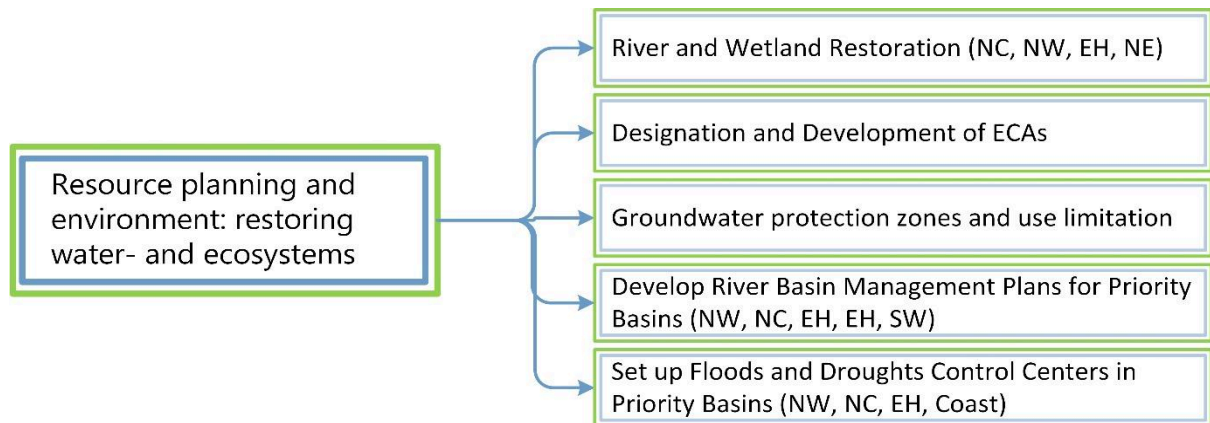 Resource planning and
environment: restoring
water- and ecosystems
River and Wetland Restoration (NC, NW, EH, NE)
Designation and Development of ECAs
Groundwater protection zones and use limitation
Develop River Basin Management Plans for Priority
Basins (NW, NC, EH, EH, SW)
Set up Floods and Droughts Control Centers in
Priority Basins (NW, NC, EH, Coast)